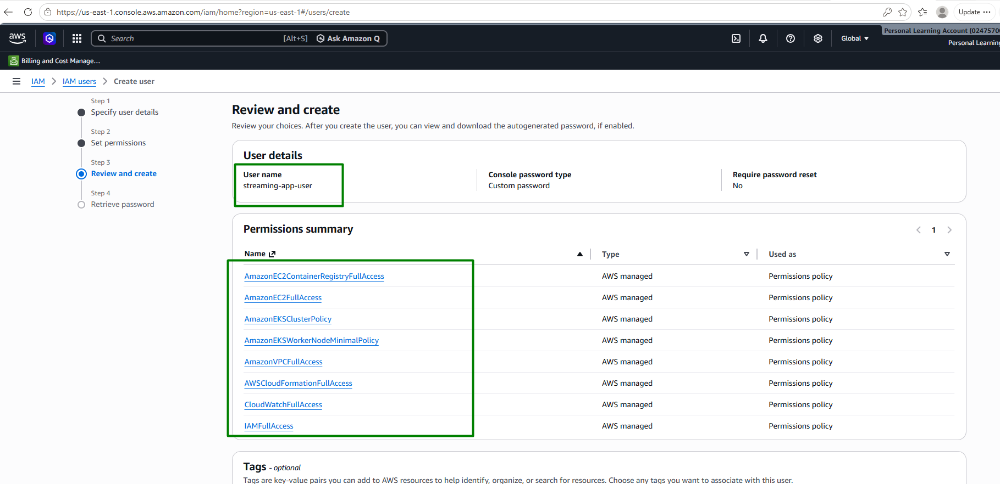 https://us-east-1.console.aws.amazon.com/iam/home?region=us-east-1#/users/create
Update
aws
Search
[Alt+S]
Ask Amazon Q
Global
Personal Learning Account (02475700
Personal Learning
Billing and Cost Manage...
IAM
IAM users
Create user
Step 1
Specify user details
Step 2
Set permissions
Step 3
Review and create
Step 4
Retrieve password
Review and create
Review your choices. After you create the user, you can view and download the autogenerated password, if enabled.
User details
User name
streaming-app-user
Console password type
Custom password
Require password reset
No
Permissions summary
1
Name Type Used as
AmazonEC2ContainerRegistryFullAccess AWS managed Permissions policy
AmazonEC2FullAccess AWS managed Permissions policy
AmazonEKSClusterPolicy AWS managed Permissions policy
AmazonEKSWorkerNodeMinimalPolicy AWS managed Permissions policy
AmazonVPCFullAccess AWS managed Permissions policy
AWSCloudFormationFullAccess AWS managed Permissions policy
CloudWatchFullAccess AWS managed Permissions policy
IAMFullAccess AWS managed Permissions policy
Tags - optional
Tags are key-value pairs you can add to AWS resources to help identify, organize, or search for resources. Choose any tags you want to associate with this user.